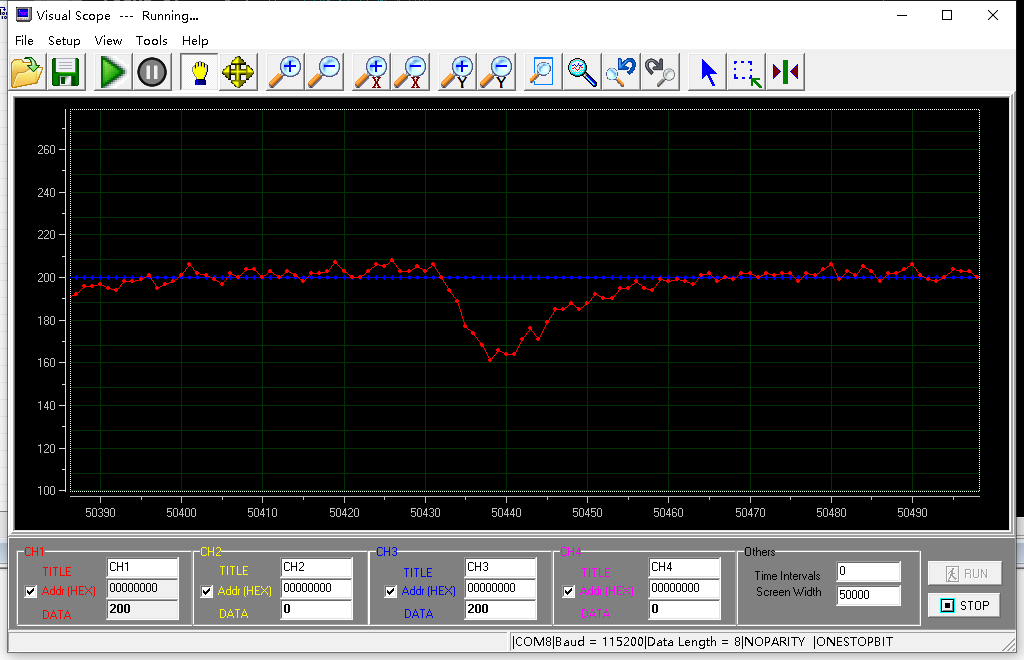 Visual Scope --- Running...
File Setup View Tools Help
X X Y Y
260
240
220
200
180
160
140
120
100
50390 50400 50410 50420 50430 50440 50450 50460 50470 50480 50490
CH1 CH2 CH3 CH4 Others
TITLE CH1 TITLE CH2 TITLE CH3 TITLE CH4 Time Intervals 0 RUN
Addr (HEX) 00000000 Addr (HEX) 00000000 Addr (HEX) 00000000 Addr (HEX) 00000000 Screen Width 50000
DATA 200 DATA 0 DATA 200 DATA 0 STOP
|COM8|Baud = 115200|Data Length = 8|NOPARITY |ONESTOPBIT